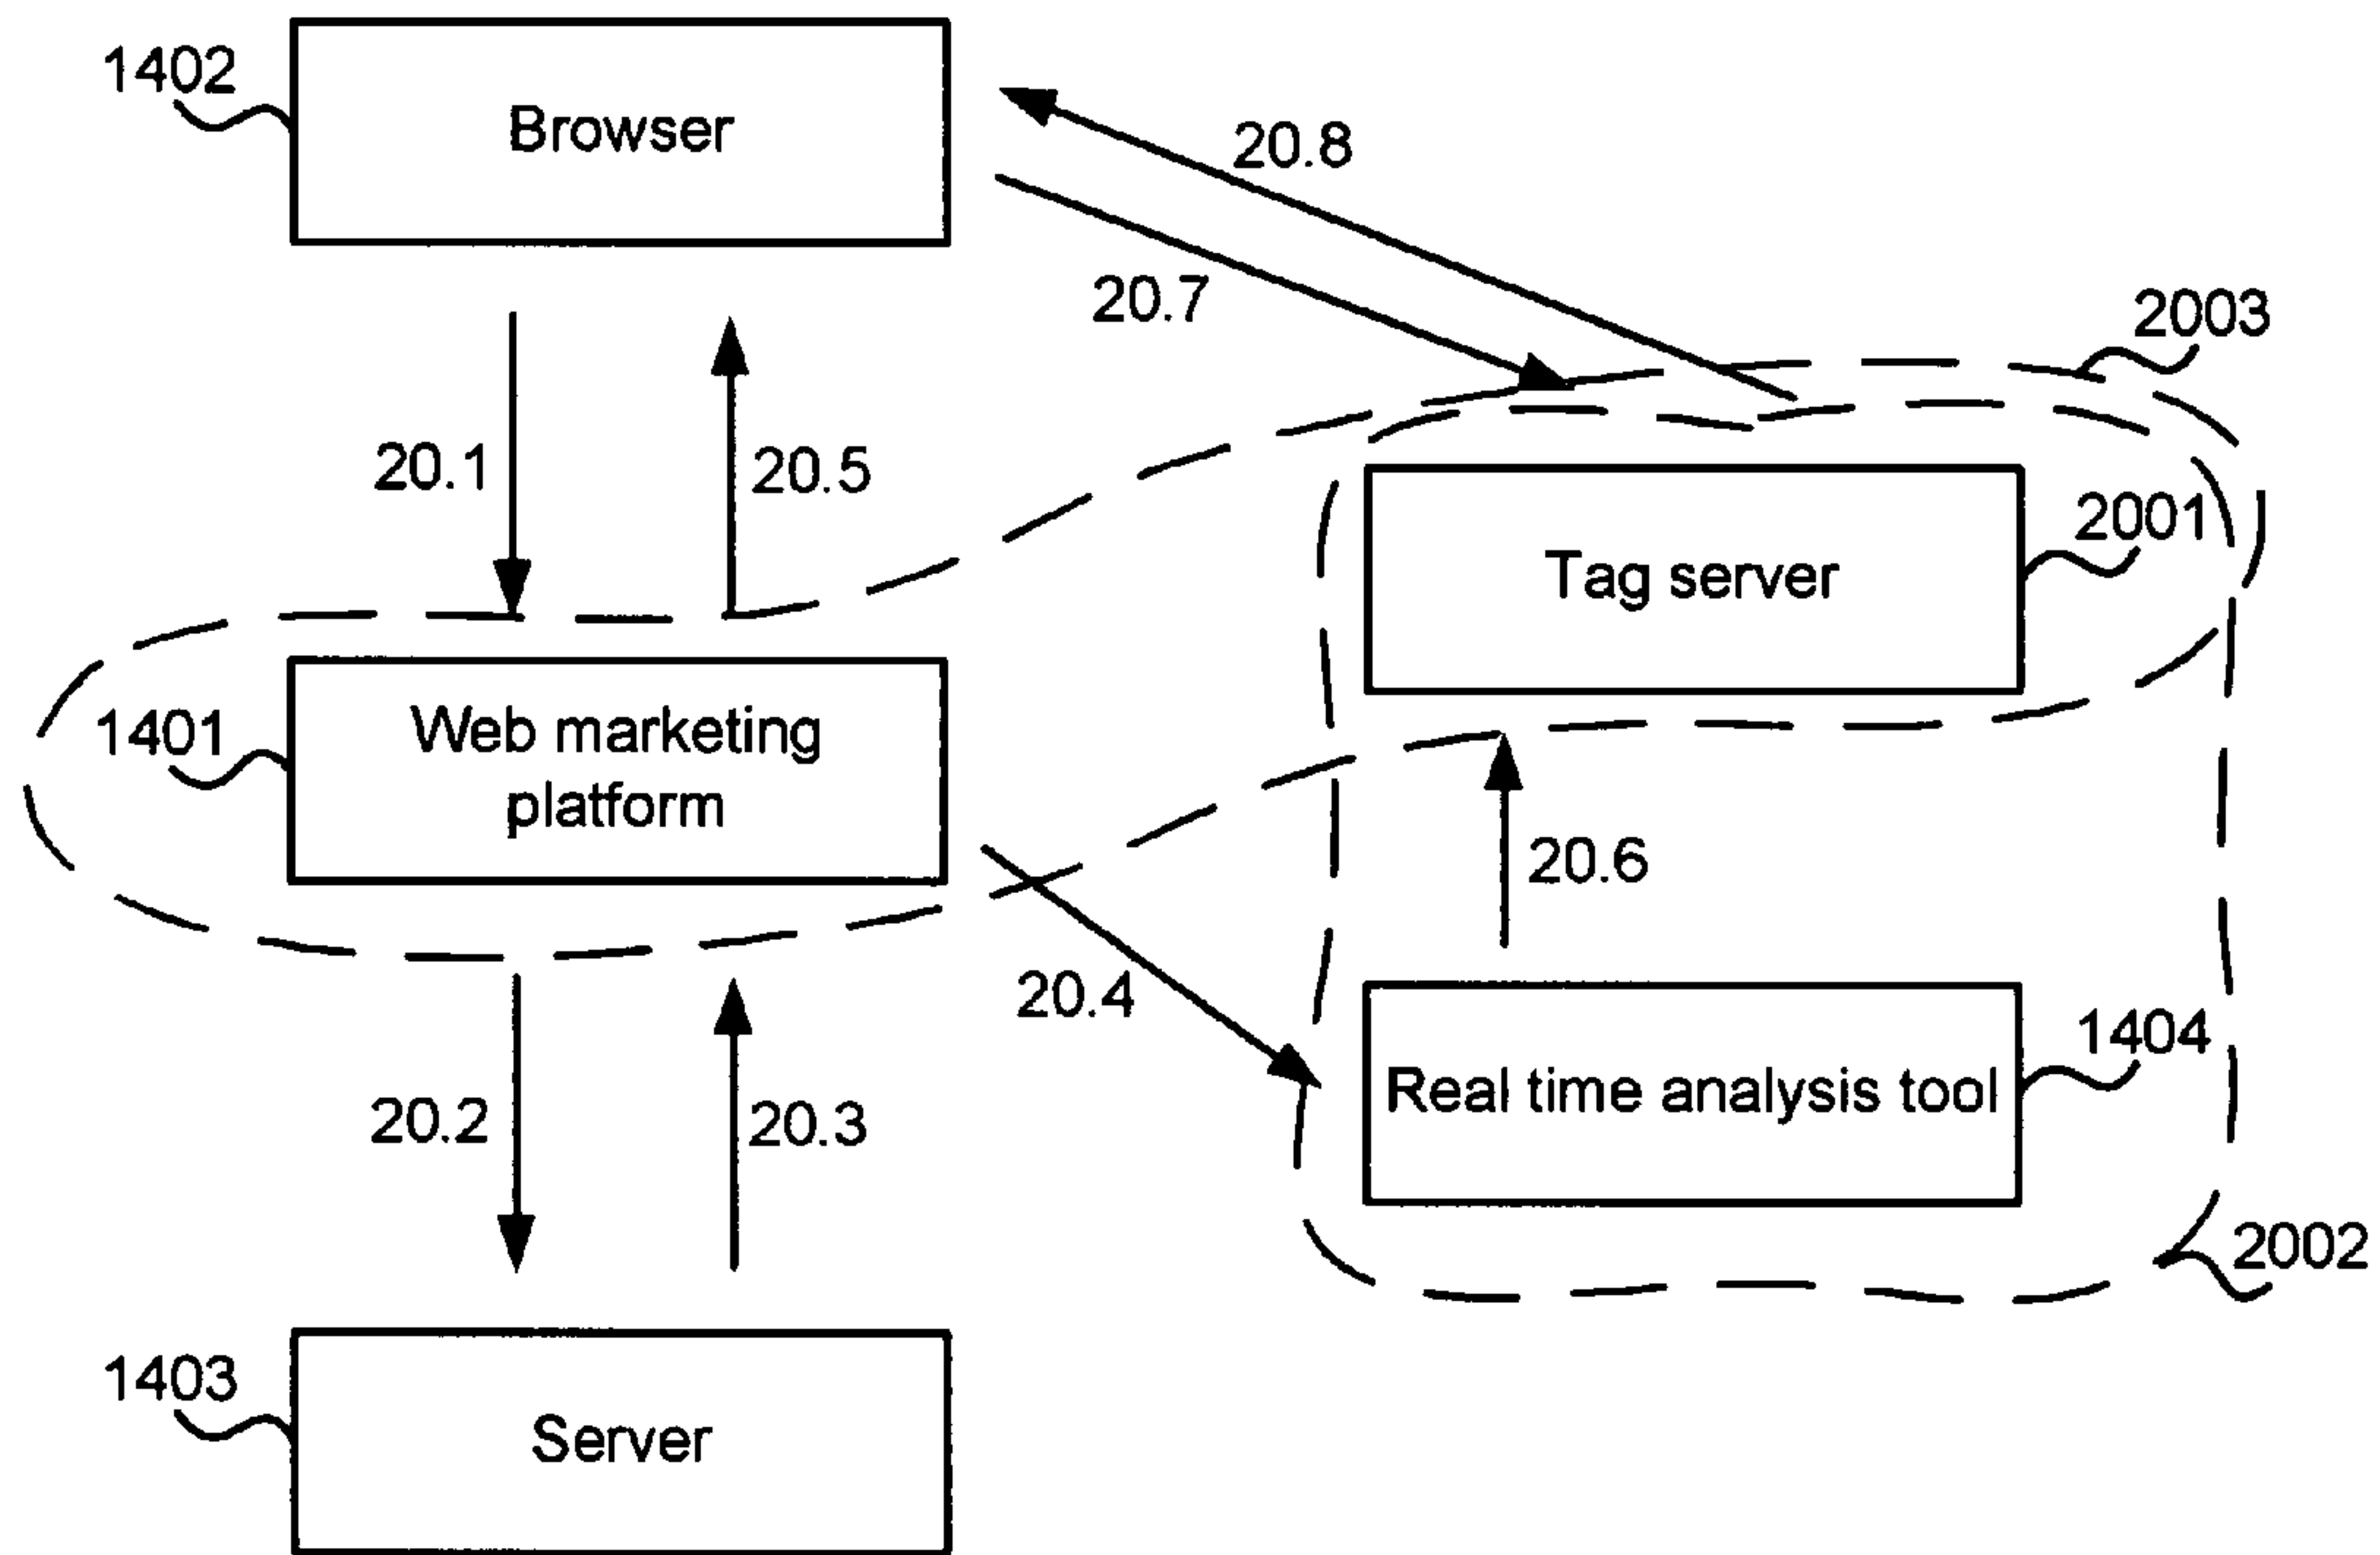 1402
Browser
20.8
20.7
2003
20.1
20.5
2001
Tag server
1401
Web marketing
platform
20.6
20.4
1404
Real time analysis tool
20.2
20.3
2002
1403
Server